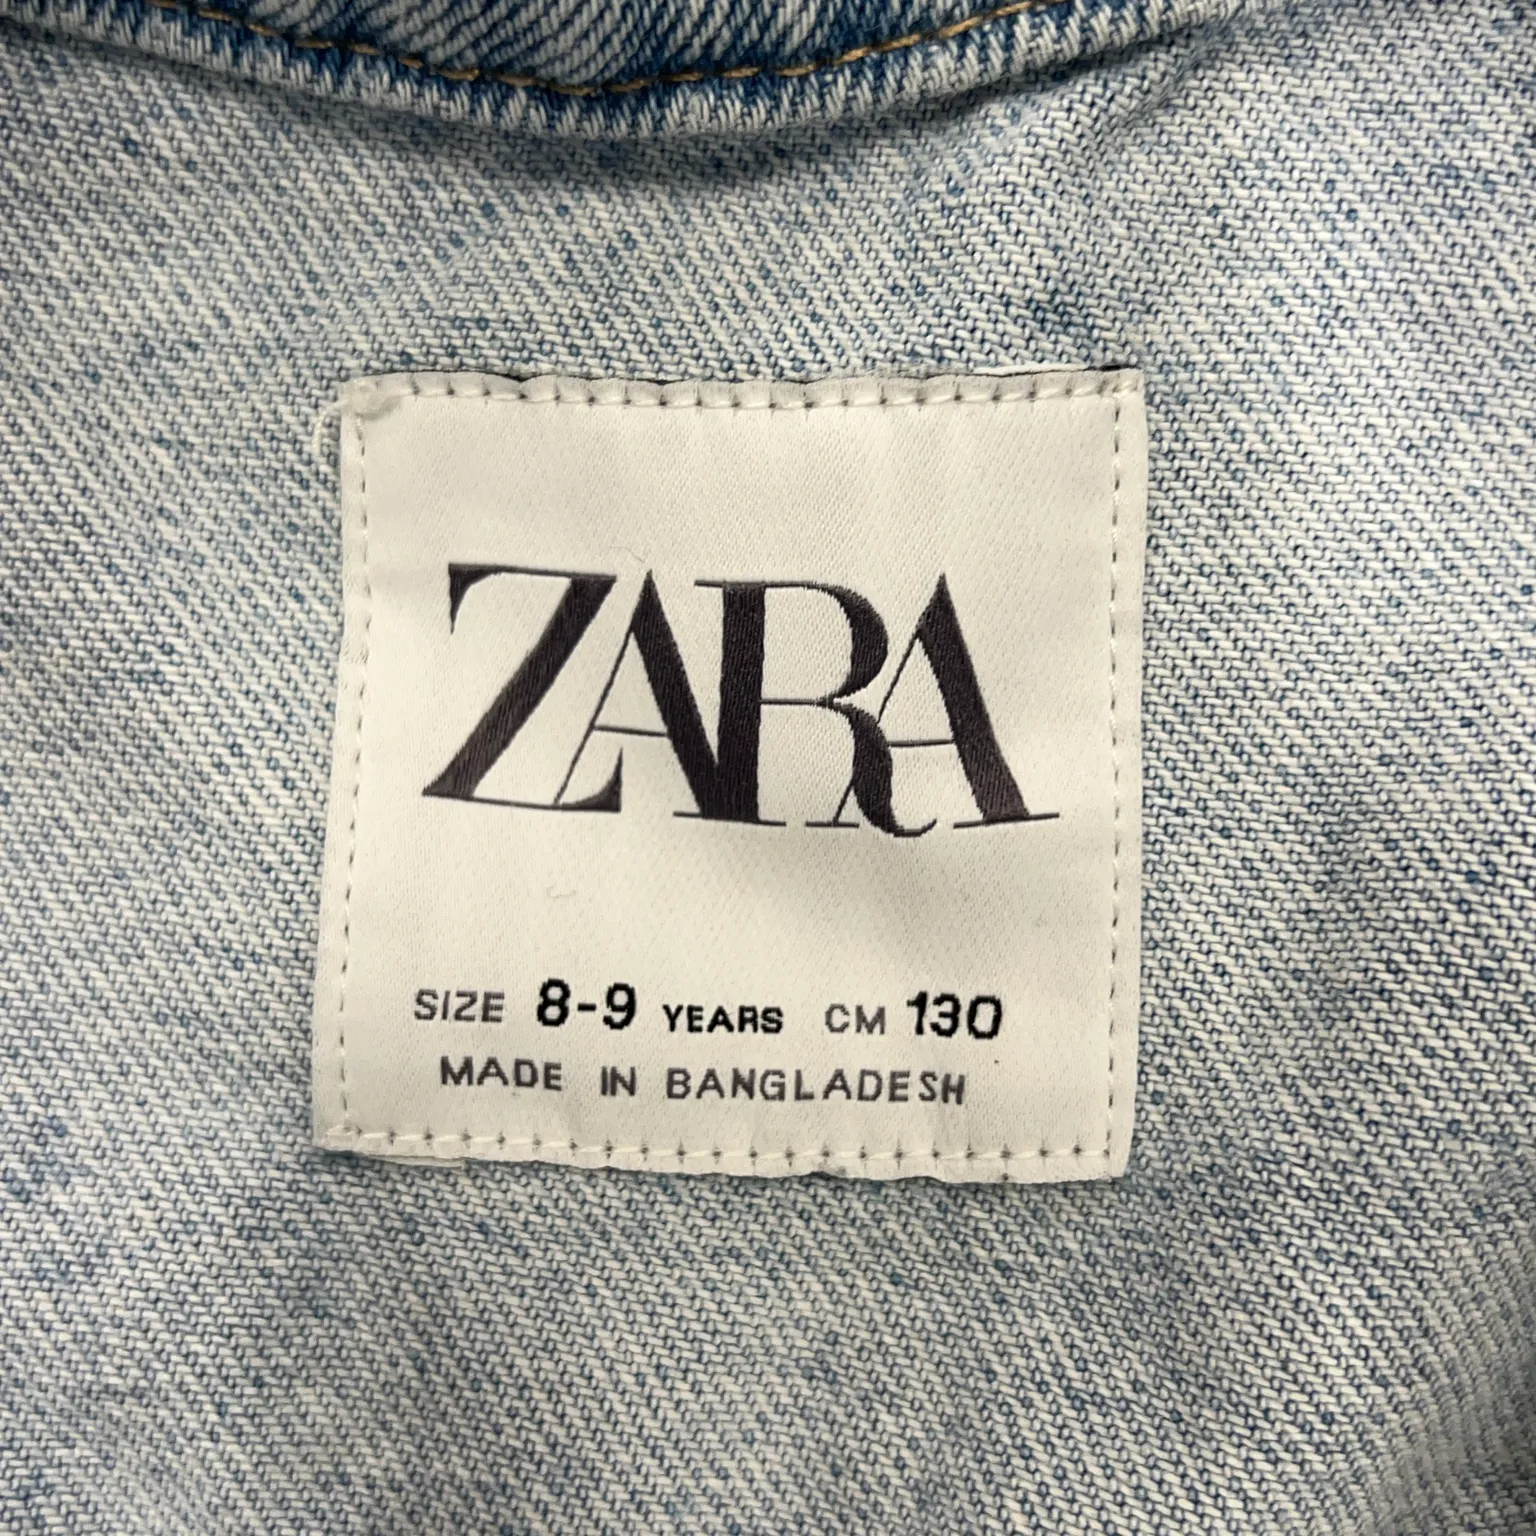 ZARA
SIZE 8-9 YEARS CM 130
MADE IN BANGLADESH